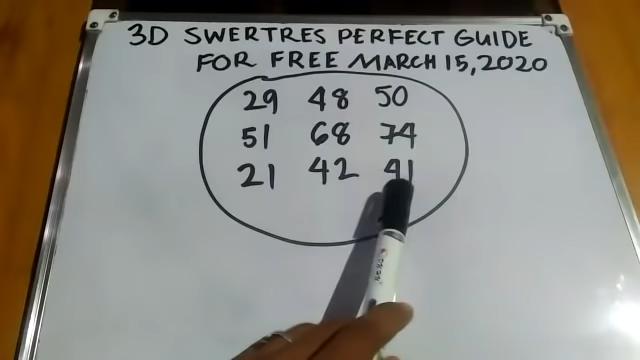 3D SWERTRES PERFECT GUIDE
FOR FREE MARCH 15, 2020
29 48 50
51 68 74
21 42 41